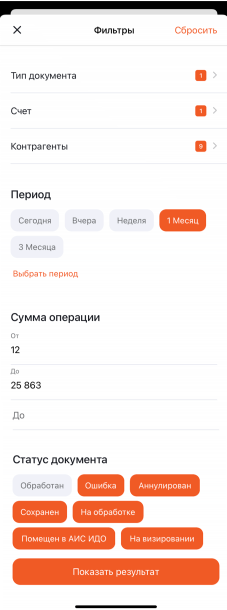 Фильтры Сбросить
Тип документа 1
Счет 1
Контрагенты 9
Период
Сегодня Вчера Неделя 1 Месяц
3 Месяца
Выбрать период
Сумма операции
От
12
До
25 863
До
Статус документа
Обработан Ошибка Аннулирован
Сохранен На обработке
Помещен в АИС ИДО На визировании
Показать результат